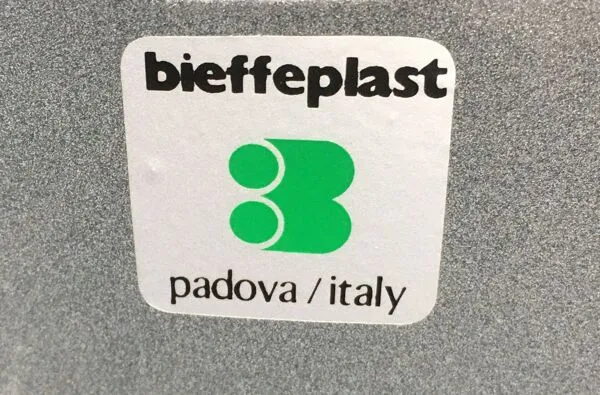 bieffeplast
padova / italy